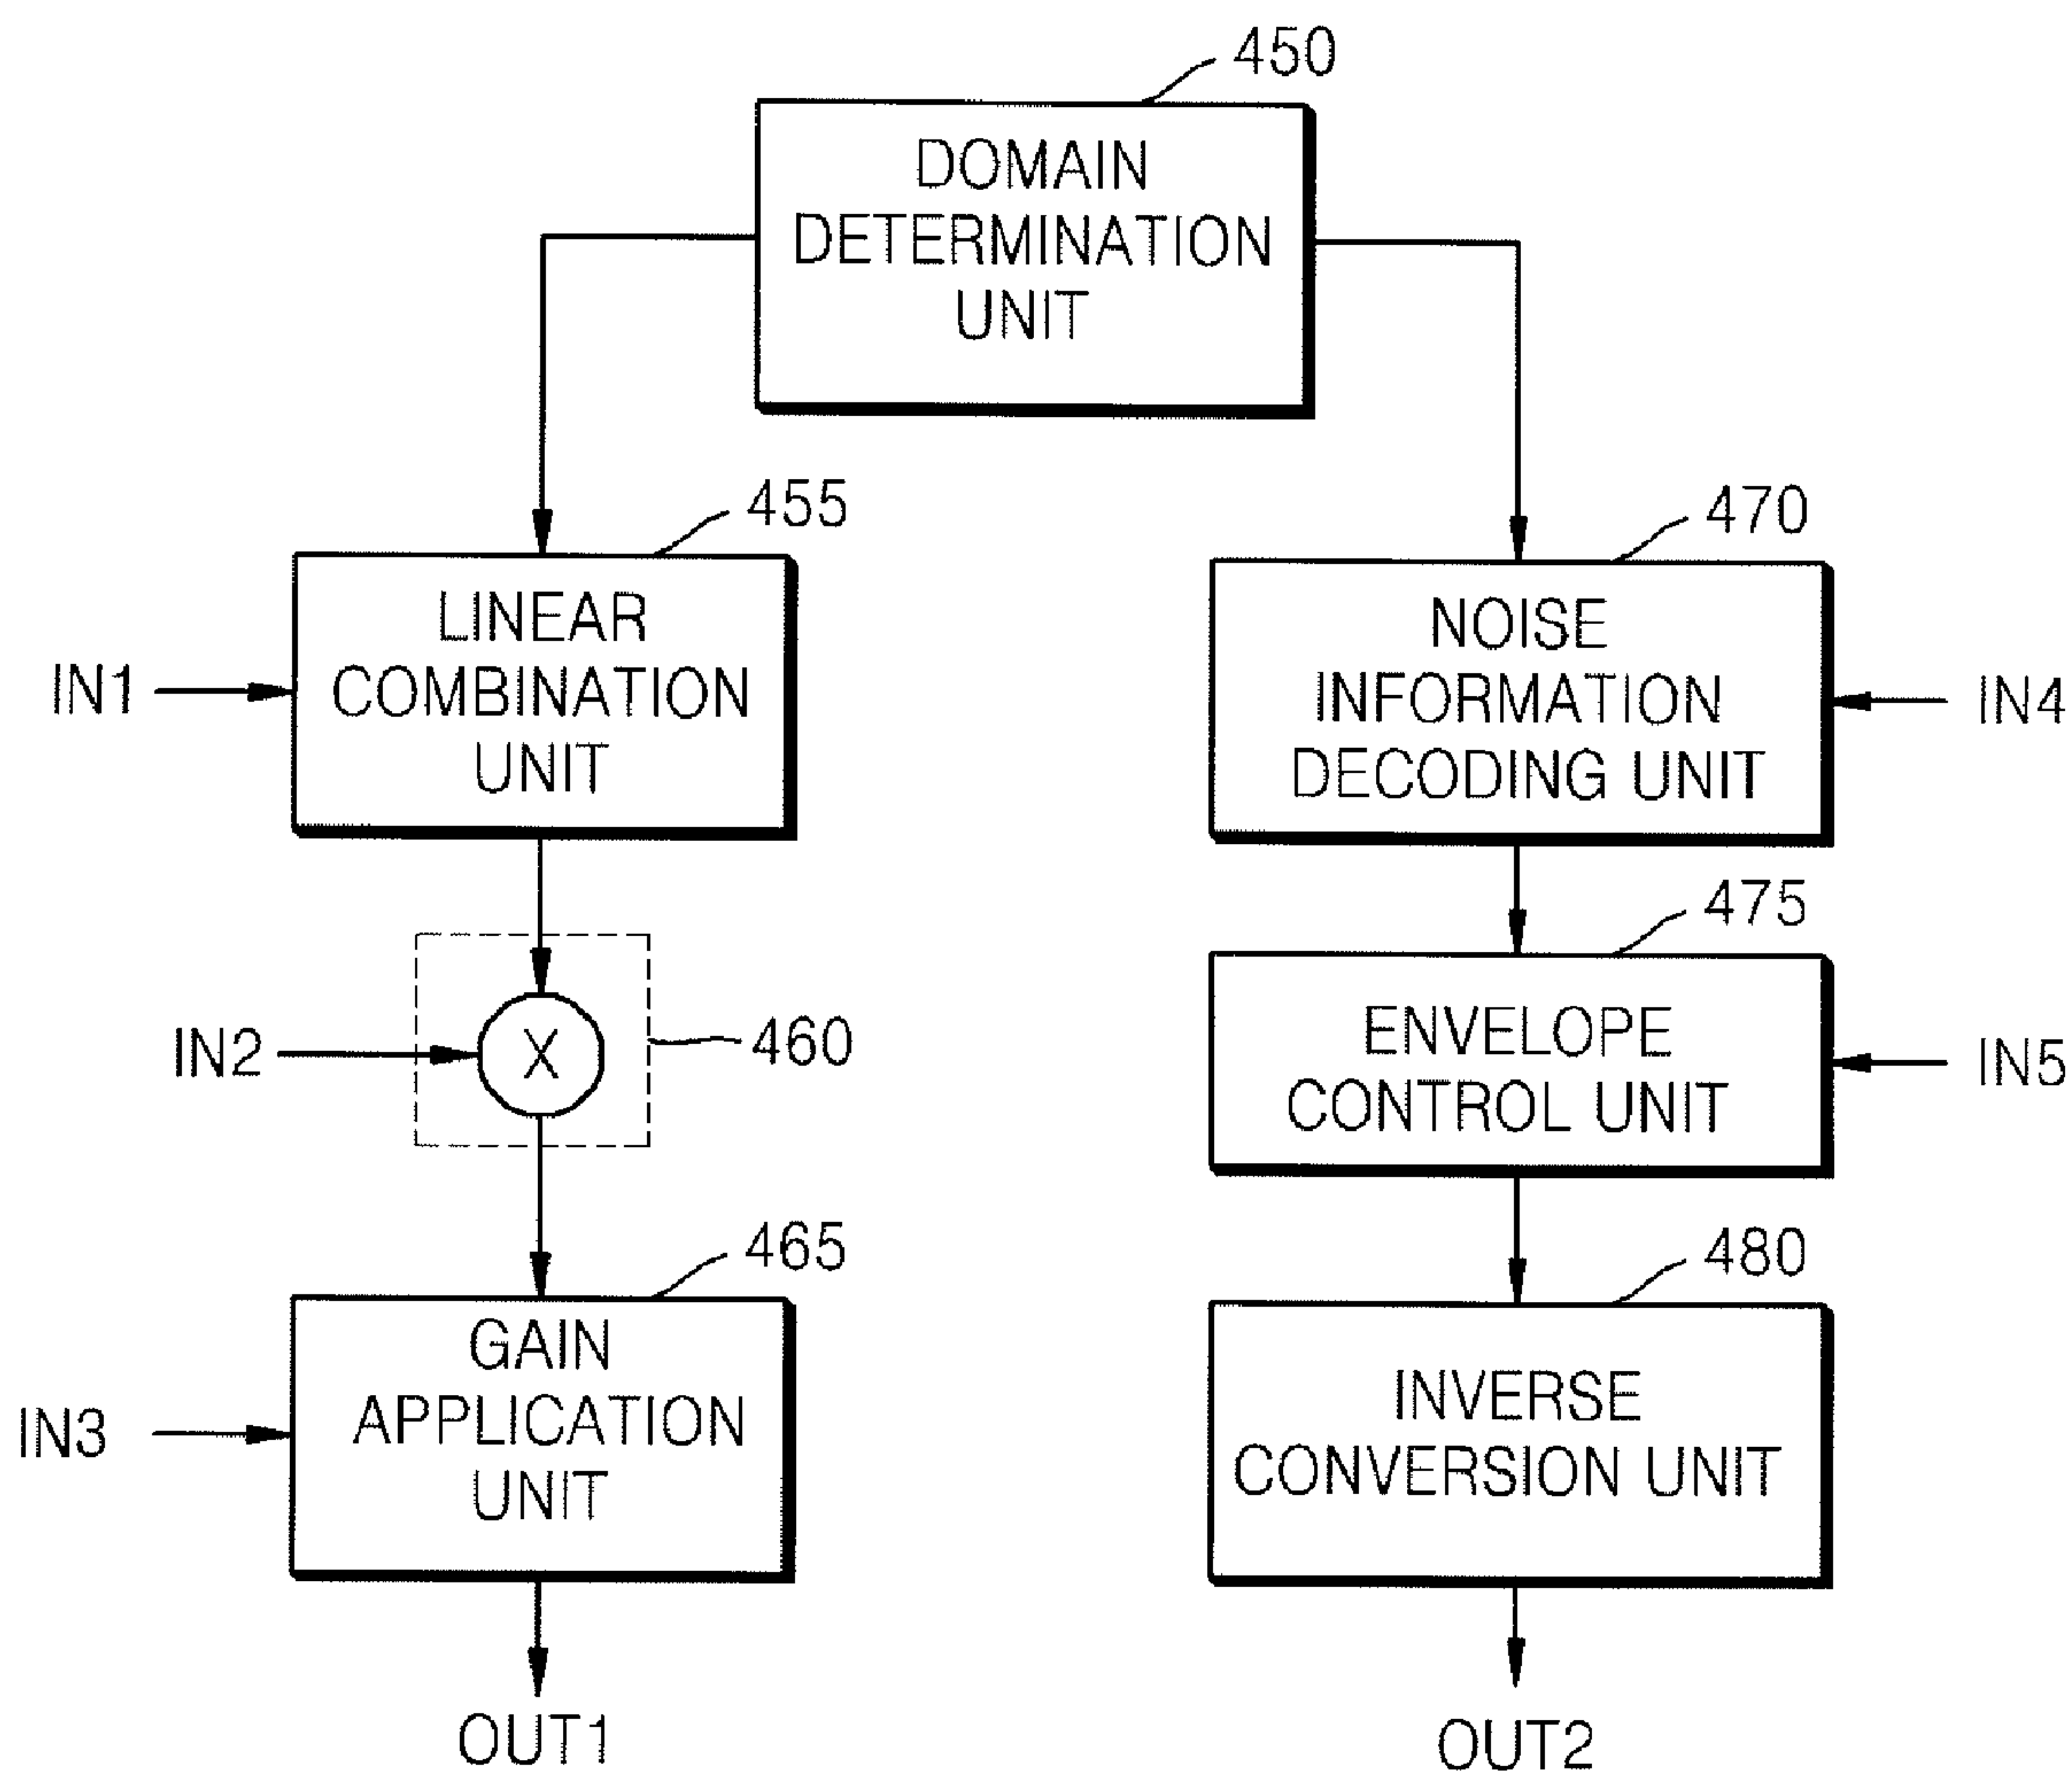 450
DOMAIN
DETERMINATION
UNIT
455
LINEAR
COMBINATION
UNIT
IN1
470
NOISE
INFORMATION
DECODING UNIT
IN4
IN2
X
460
475
ENVELOPE
CONTROL UNIT
IN5
465
GAIN
APPLICATION
UNIT
IN3
480
INVERSE
CONVERSION UNIT
OUT1
OUT2